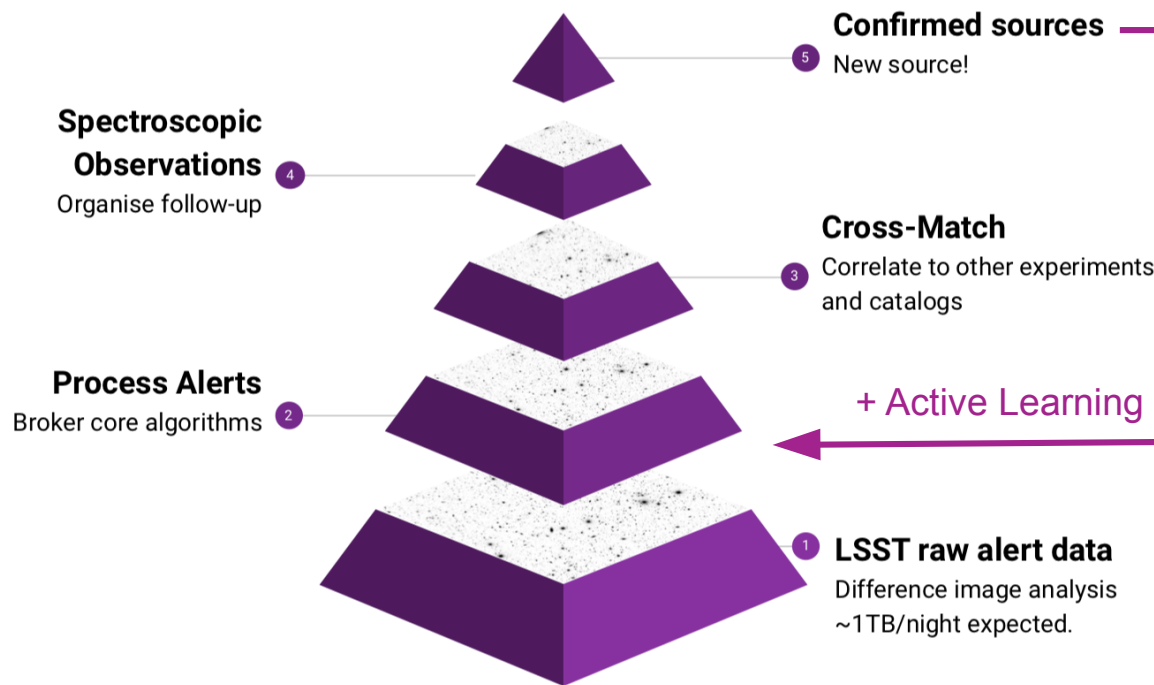 Confirmed sources
5
New source!
Spectroscopic
Observations
4
Organise follow-up
Cross-Match
3
Correlate to other experiments
and catalogs
Process Alerts
2
Broker core algorithms
+ Active Learning
1
LSST raw alert data
Difference image analysis
~1TB/night expected.